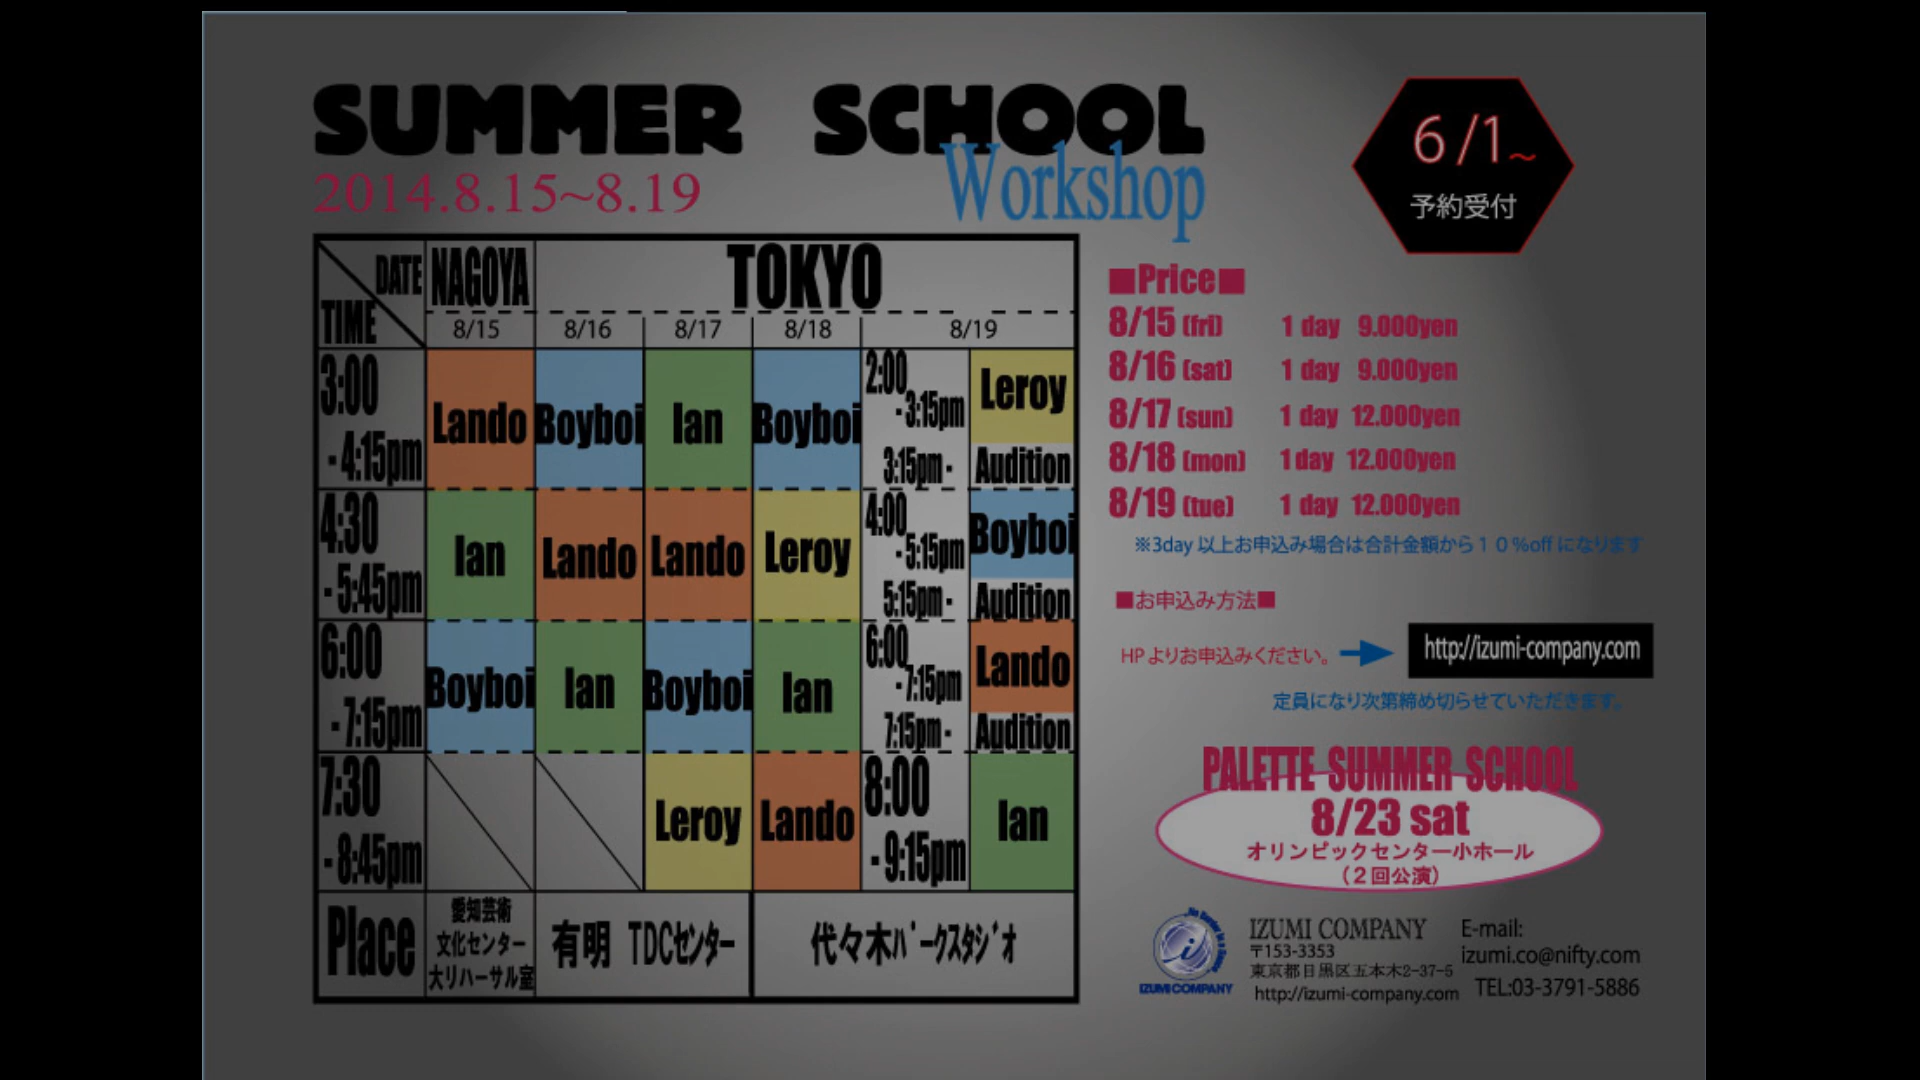 SUMMER SCHOOL
Workshop
2014.8.15~8.19
6/1~
予約受付
DATE
TIME
NAGOYA
TOKYO
8/15
8/16
8/17
8/18
8/19
3:00
- 4:15pm
Lando
Boyboi
Ian
Boyboi
2:00
- 3:15pm
Leroy
3:15pm -
Audition
4:30
- 5:45pm
Ian
Lando
Lando
Leroy
4:00
- 5:15pm
Boyboi
5:15pm -
Audition
6:00
- 7:15pm
Boyboi
Ian
Boyboi
Ian
6:00
- 7:15pm
Lando
7:15pm -
Audition
7:30
- 8:45pm
Leroy
Lando
8:00
- 9:15pm
Ian
Place
愛知芸術
文化センター
大リハーサル室
有明 TDCセンター
代々木パークスタジオ
■Price■
8/15 (fri) 1 day 9.000yen
8/16 (sat) 1 day 9.000yen
8/17 (sun) 1 day 12.000yen
8/18 (mon) 1 day 12.000yen
8/19 (tue) 1 day 12.000yen
※3day 以上お申込み場合は合計金額から10%off になります
■お申込み方法■
HP よりお申込みください。
http://izumi-company.com
定員になり次第締め切らせていただきます。
PALETTE SUMMER SCHOOL
8/23 sat
オリンピックセンター小ホール
(2回公演)
IZUMI COMPANY
IZUMI COMPANY
〒153-3353
東京都目黒区五本木2-37-5
http://izumi-company.com
E-mail:
izumi.co@nifty.com
TEL:03-3791-5886